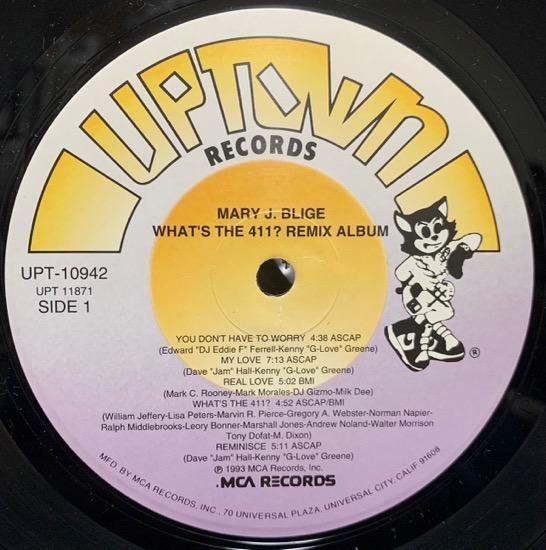 UPTOWN
RECORDS
MARY J. BLIGE
WHAT'S THE 411? REMIX ALBUM
UPT-10942
UPT 11871
SIDE 1
YOU DON'T HAVE TO WORRY 4:38 ASCAP
(Edward "DJ Eddie F" Ferrell-Kenny "G-Love" Greene)
MY LOVE 7:13 ASCAP
(Dave "Jam" Hall-Kenny "G-Love" Greene)
REAL LOVE 5:02 BMI
(Mark C. Rooney-Mark Morales-DJ Gizmo-Milk Dee)
WHAT'S THE 411? 4:52 ASCAP/BMI
(William Jeffery-Lisa Peters-Marvin R. Pierce-Gregory A. Webster-Norman Napier-
Ralph Middlebrooks-Leory Bonner-Marshall Jones-Andrew Noland-Walter Morrison
Tony Dofat-M. Dixon)
REMINISCE 5:11 ASCAP
(Dave "Jam" Hall-Kenny "G-Love" Greene)
℗ 1993 MCA Records, Inc.
MCA RECORDS
MFD. BY MCA RECORDS, INC., 70 UNIVERSAL PLAZA, UNIVERSAL CITY, CALIF. 91608
®